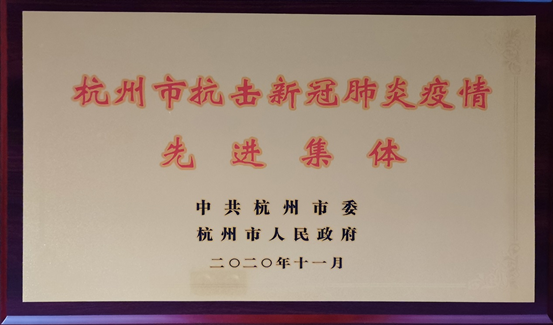 杭州市抗击新冠肺炎疫情
先进集体
中共杭州市委
杭州市人民政府
二〇二〇年十一月